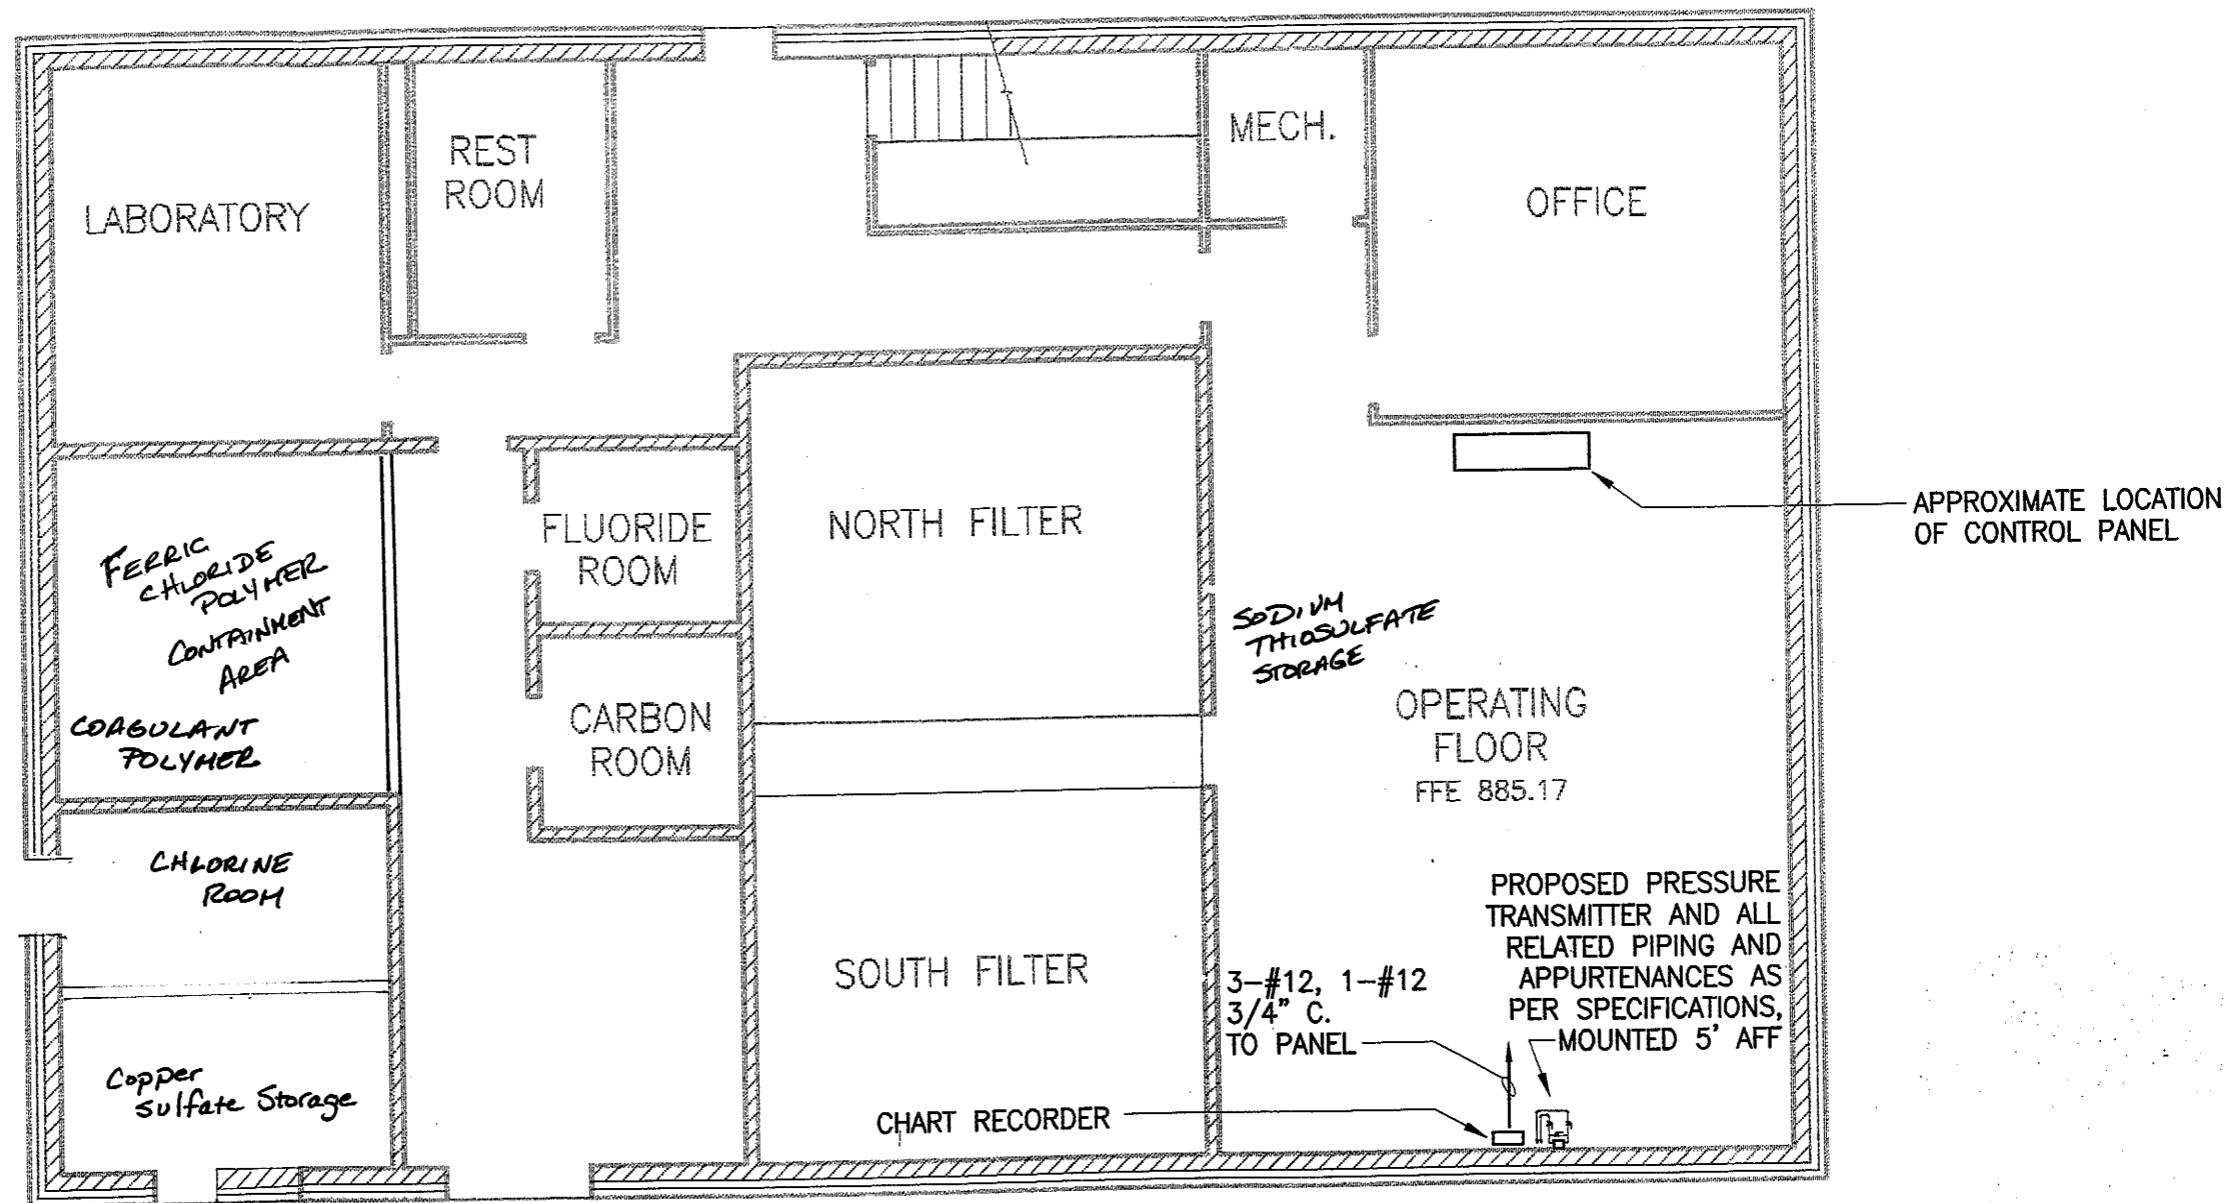 LABORATORY
REST
ROOM
MECH.
OFFICE
FERRIC
CHLORIDE
POLYMER
CONTAINMENT
AREA
COAGULANT
POLYMER
FLUORIDE
ROOM
NORTH FILTER
APPROXIMATE LOCATION
OF CONTROL PANEL
SODIUM
THIOSULFATE
STORAGE
CARBON
ROOM
OPERATING
FLOOR
FFE 885.17
CHLORINE
ROOM
SOUTH FILTER
PROPOSED PRESSURE
TRANSMITTER AND ALL
RELATED PIPING AND
APPURTENANCES AS
PER SPECIFICATIONS,
MOUNTED 5' AFF
3-#12, 1-#12
3/4" C.
TO PANEL
Copper
Sulfate Storage
CHART RECORDER